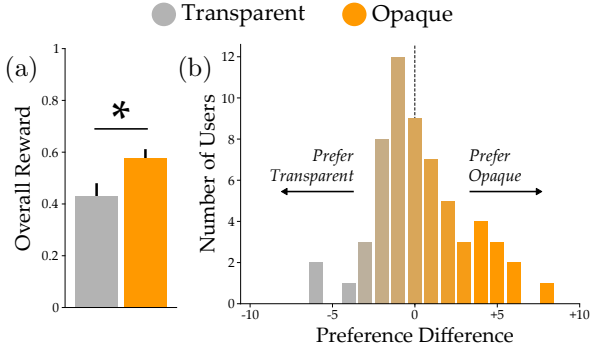 Transparent Opaque
(a)
(b)
1
0.8
0.6
0.4
0.2
0
Overall Reward
*
12
10
8
6
4
2
0
Number of Users
Prefer
Transparent
Prefer
Opaque
-10 -5 0 +5 +10
Preference Difference